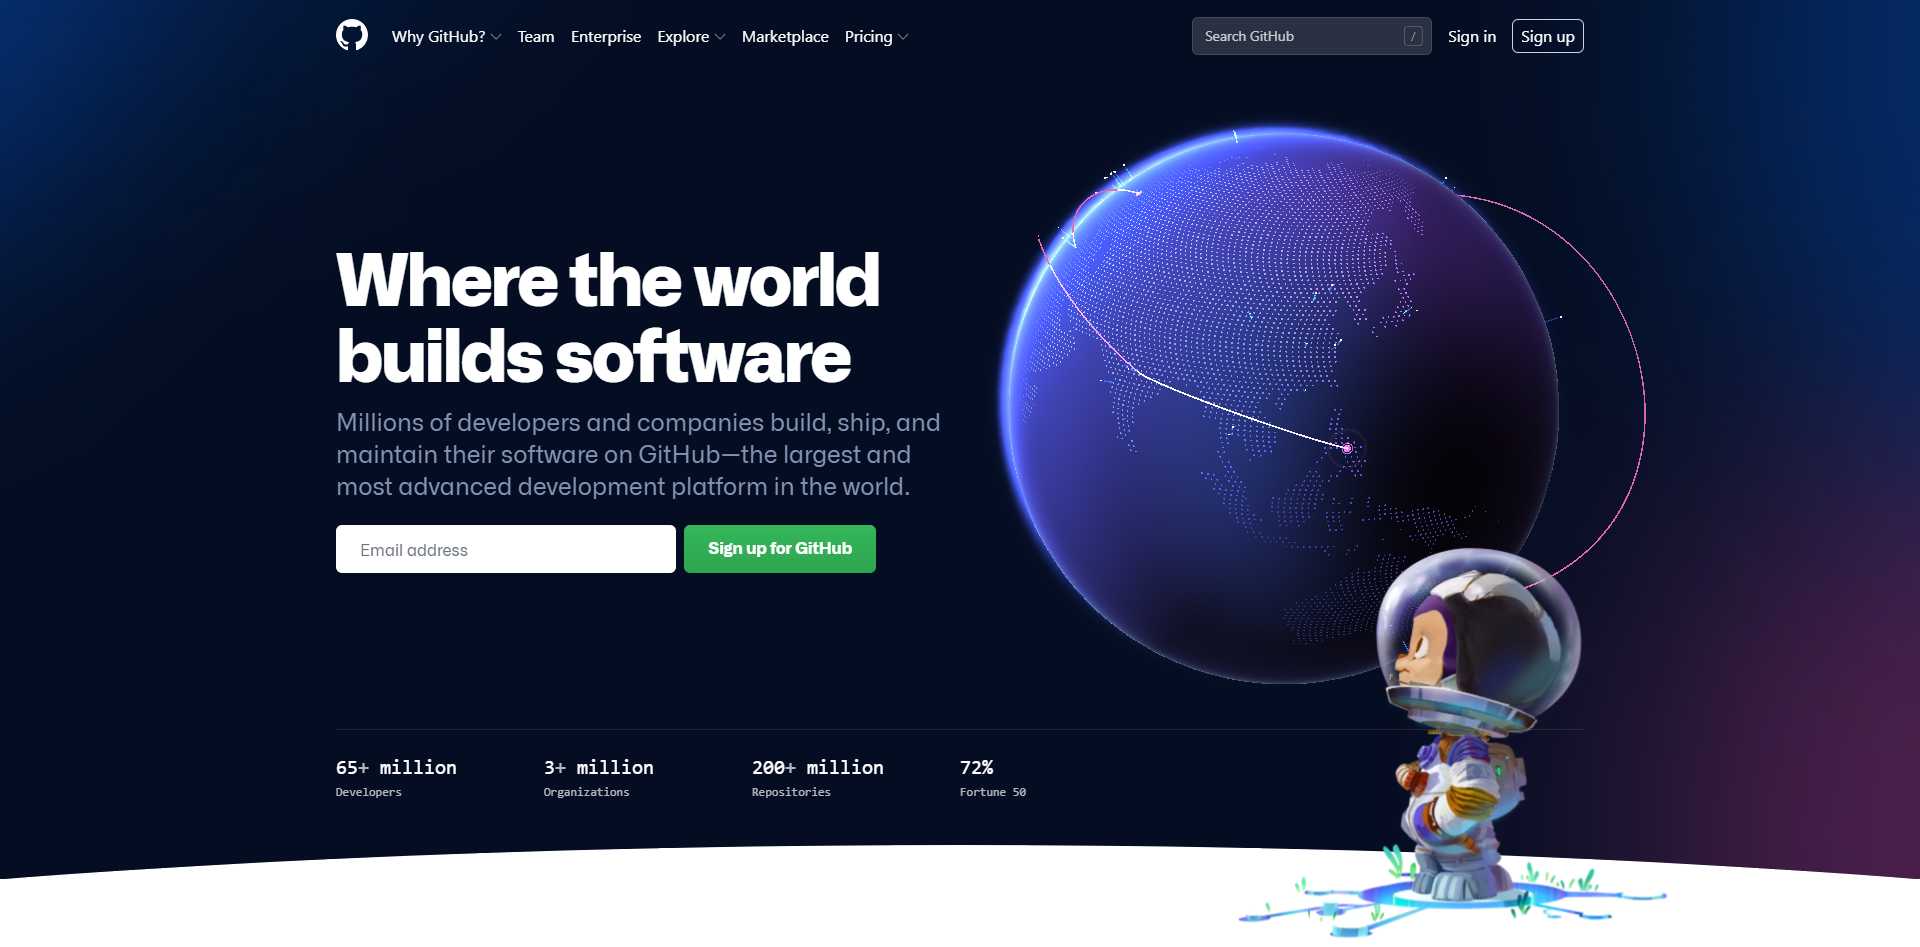 Why GitHub? Team Enterprise Explore Marketplace Pricing Search GitHub / Sign in Sign up
Where the world
builds software
Millions of developers and companies build, ship, and
maintain their software on GitHub—the largest and
most advanced development platform in the world.
Email address Sign up for GitHub
65+ million 3+ million 200+ million 72%
Developers Organizations Repositories Fortune 50